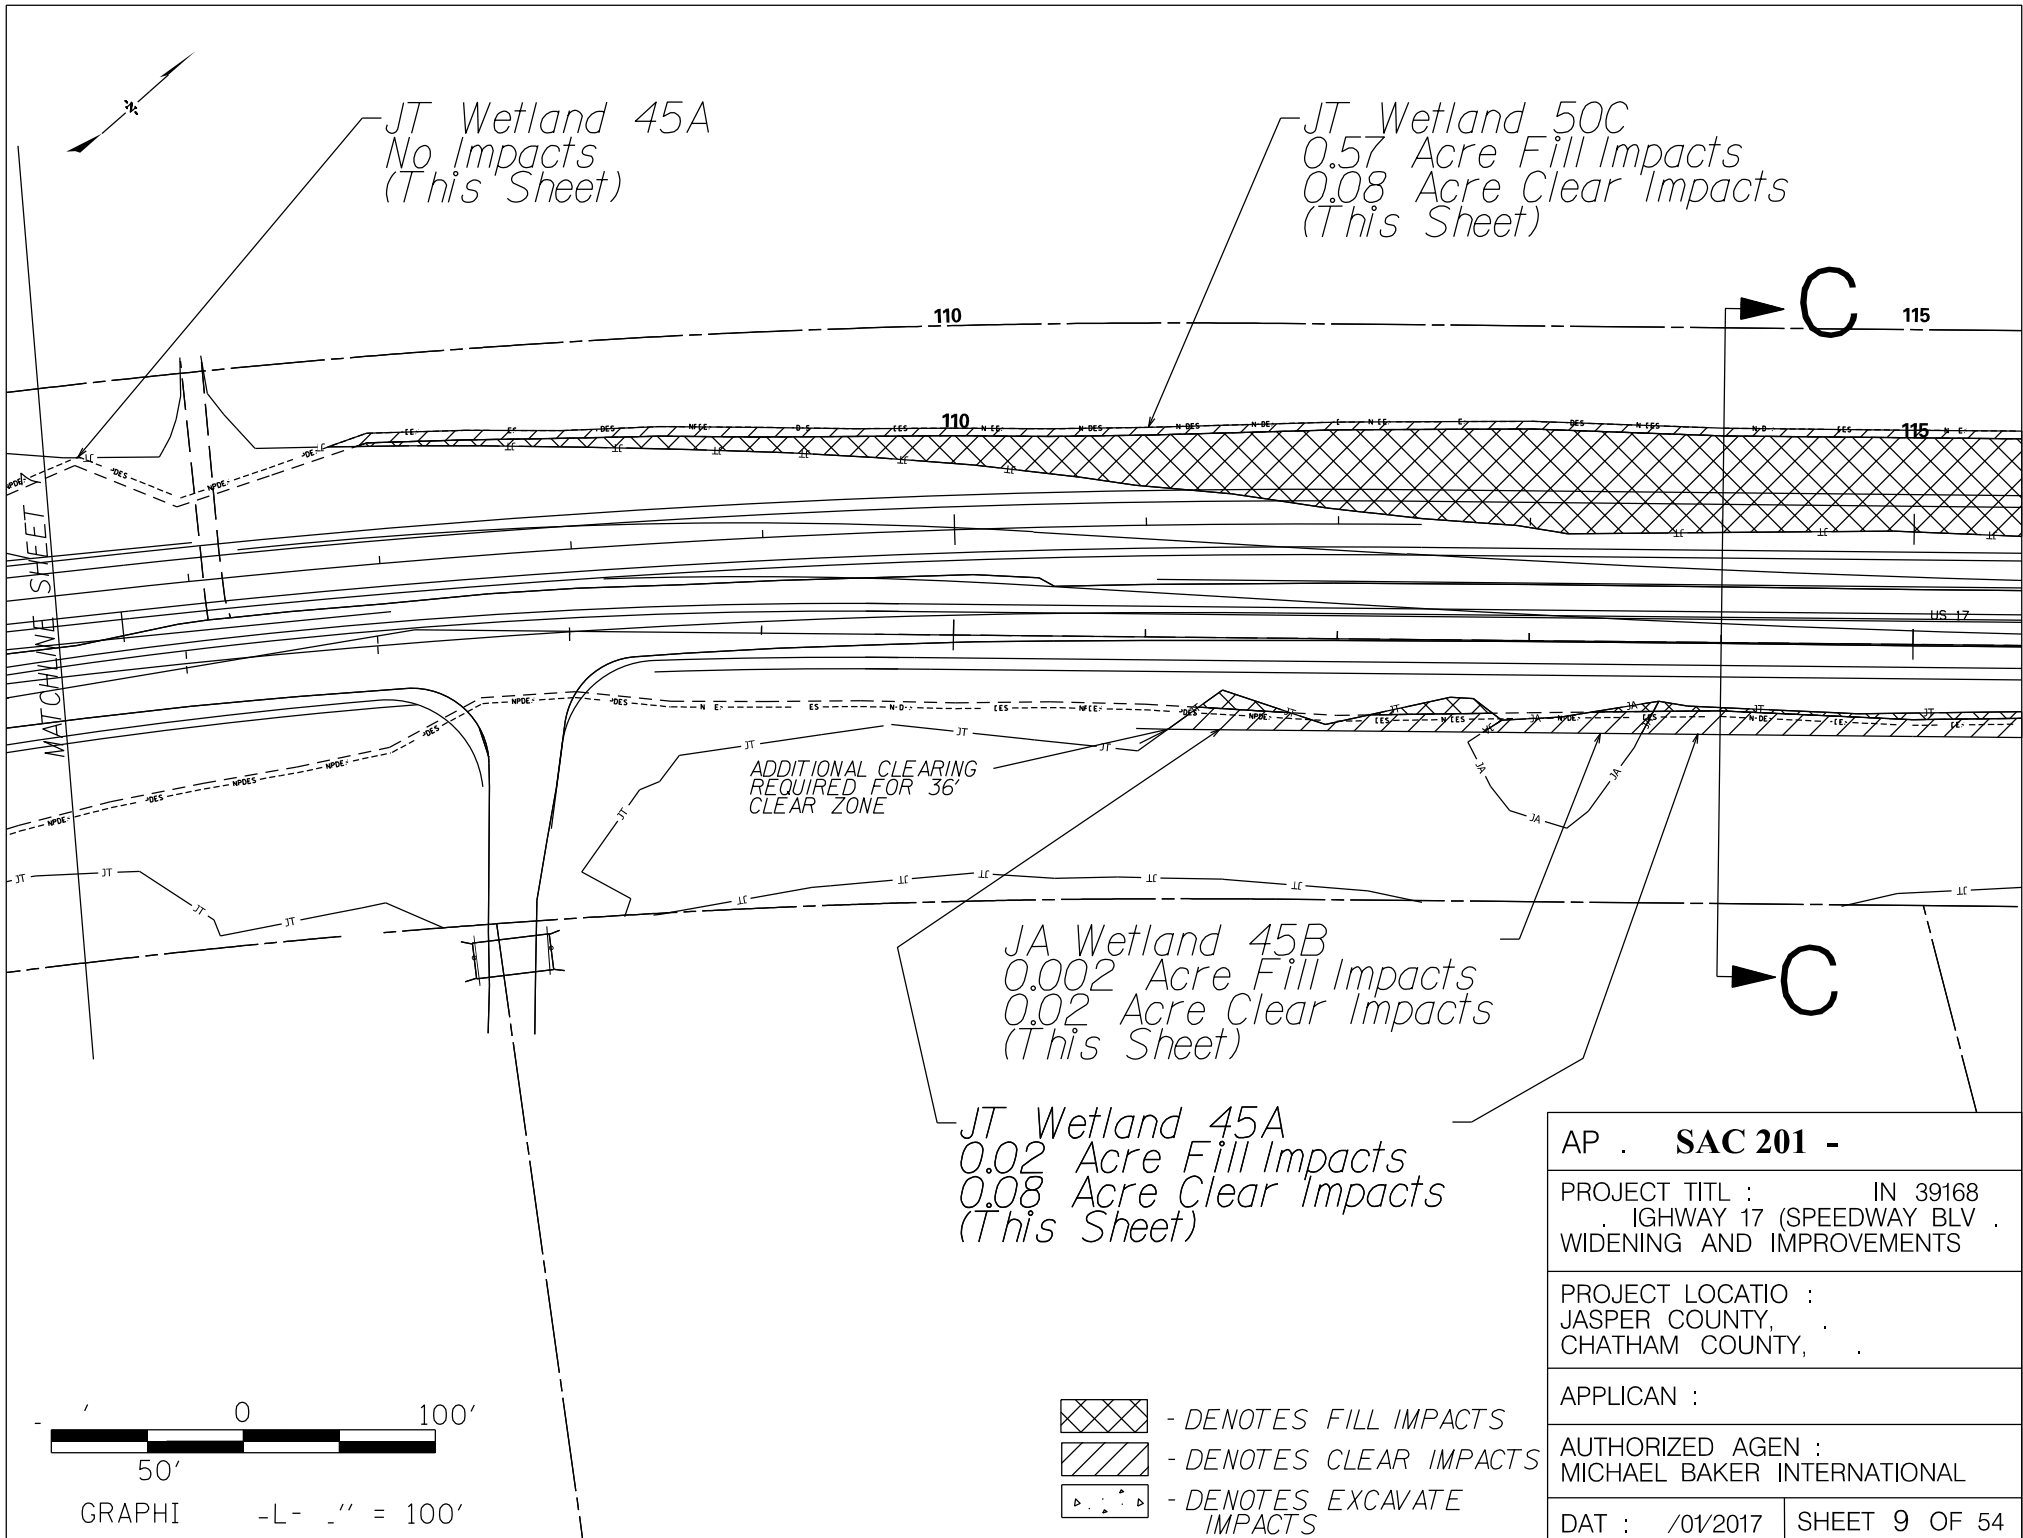 JT Wetland 45A
No Impacts
(This Sheet)
JT Wetland 50C
0.57 Acre Fill Impacts
0.08 Acre Clear Impacts
(This Sheet)
N
C
110
115
110
115
MATCHLINE SHEET 7
US 17
ADDITIONAL CLEARING
REQUIRED FOR 36'
CLEAR ZONE
JA Wetland 45B
0.002 Acre Fill Impacts
0.02 Acre Clear Impacts
(This Sheet)
C
JT Wetland 45A
0.02 Acre Fill Impacts
0.08 Acre Clear Impacts
(This Sheet)
AP . SAC 201 -
PROJECT TITL : IN 39168
. IGHWAY 17 (SPEEDWAY BLV .
WIDENING AND IMPROVEMENTS
PROJECT LOCATIO :
JASPER COUNTY, .
CHATHAM COUNTY, .
APPLICAN :
AUTHORIZED AGEN :
MICHAEL BAKER INTERNATIONAL
DAT : /01/2017 SHEET 9 OF 54
- ' 0 100'
50'
GRAPHI -L- _" = 100'
- DENOTES FILL IMPACTS
- DENOTES CLEAR IMPACTS
- DENOTES EXCAVATE
IMPACTS